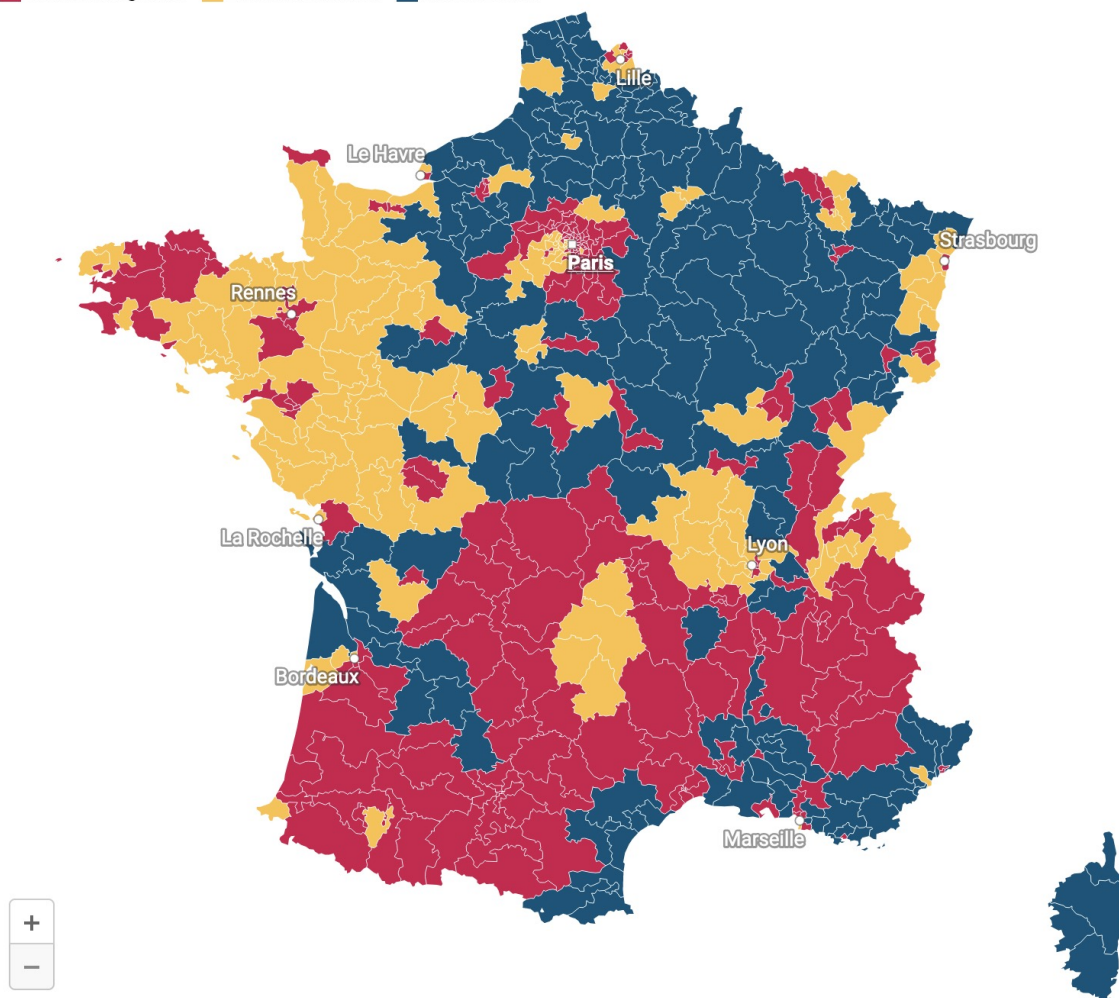 Lille
Le Havre
Strasbourg
Paris
Rennes
La Rochelle
Lyon
Bordeaux
Marseille
+
−